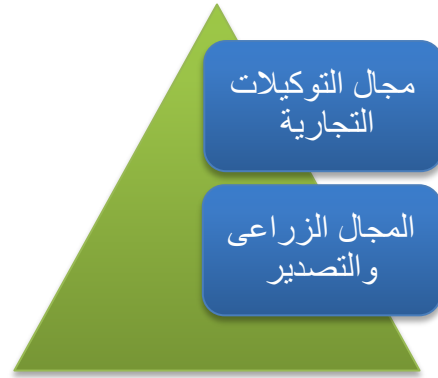 مجال التوكيلات
التجارية
المجال الزراعى
والتصدير